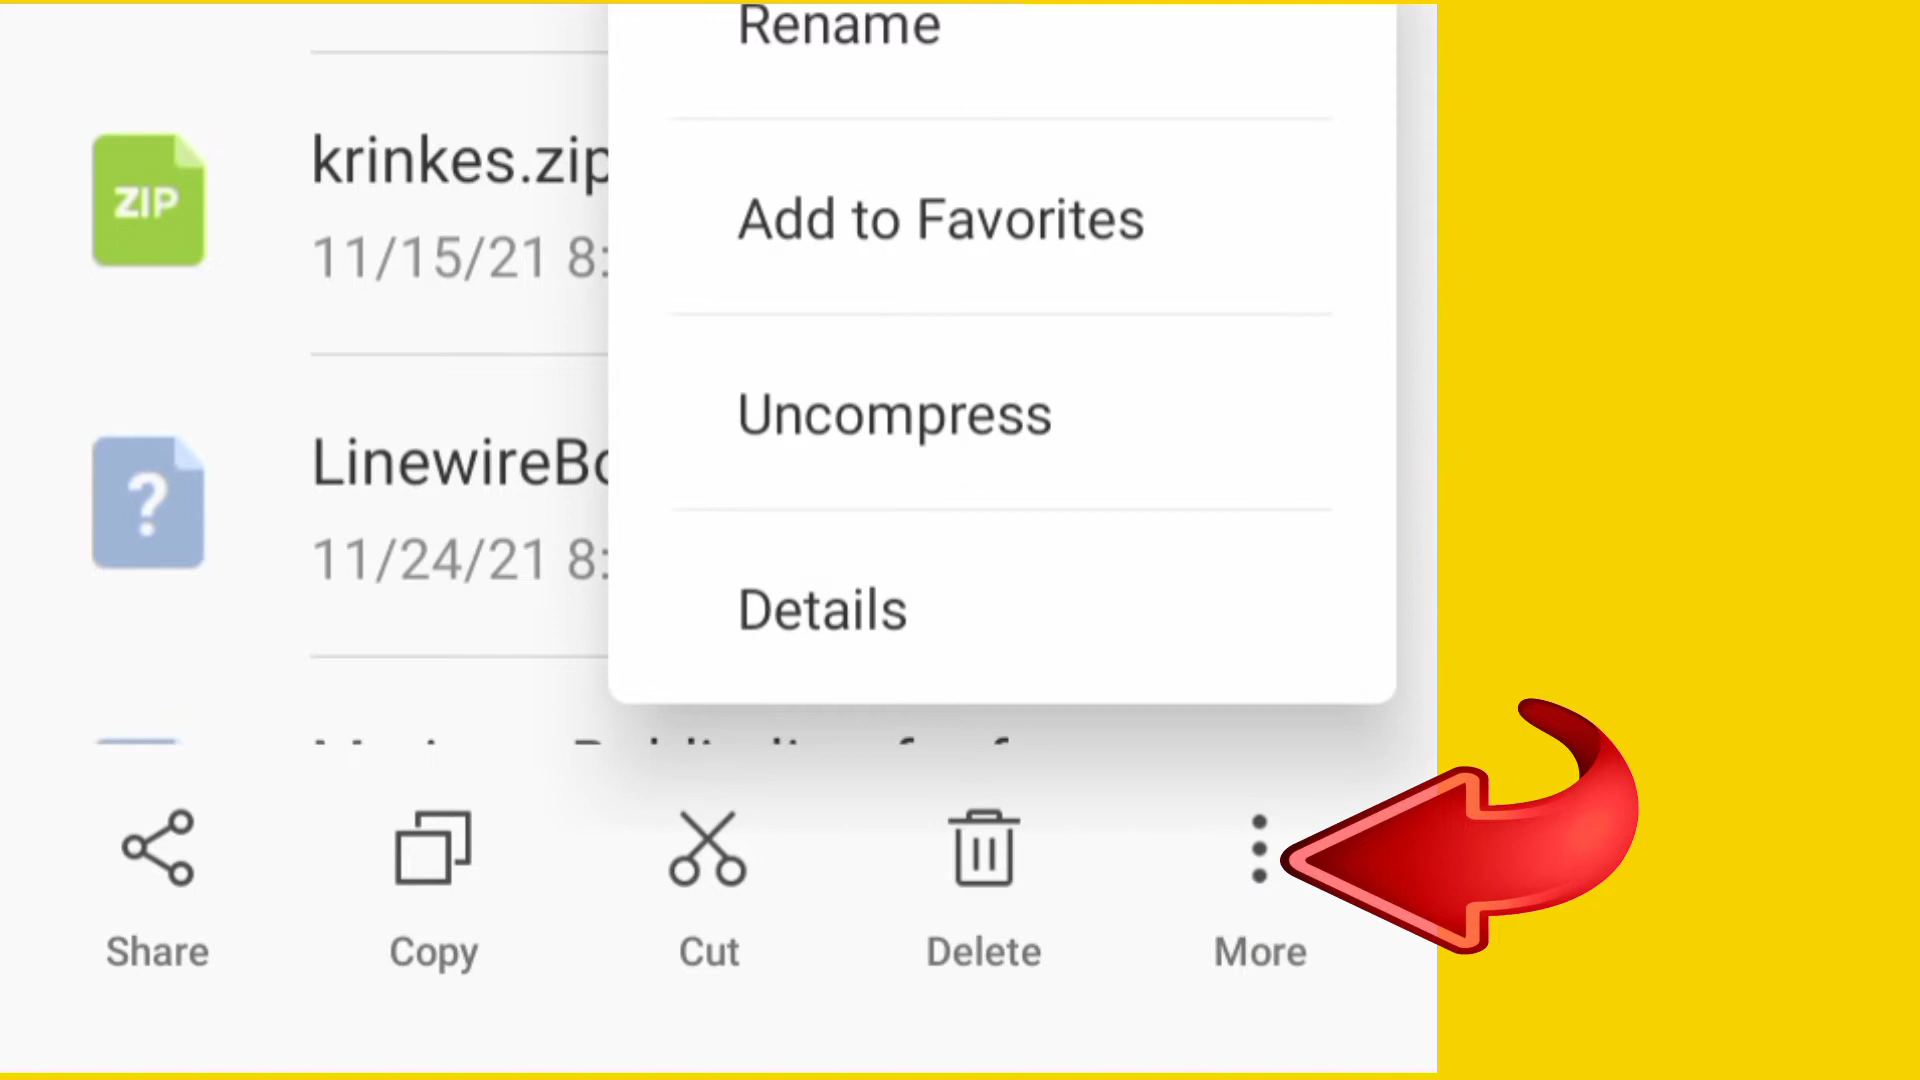 Rename
krinkes.zip
ZIP
11/15/21 8:
Add to Favorites
Uncompress
LinewireBo
?
11/24/21 8:
Details
Share
Copy
Cut
Delete
More